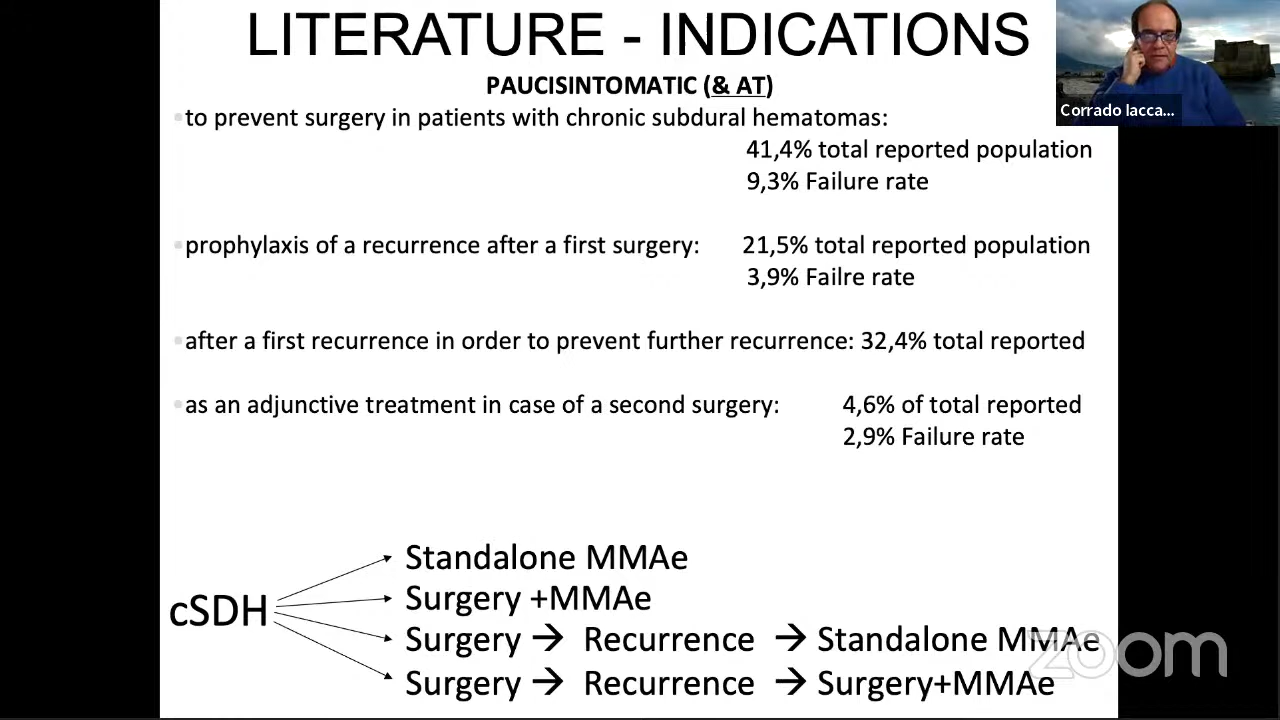 LITERATURE - INDICATIONS
PAUCISINTOMATIC (& AT)
Corrado Iacca...
•to prevent surgery in patients with chronic subdural hematomas:
41,4% total reported population
9,3% Failure rate
•prophylaxis of a recurrence after a first surgery: 21,5% total reported population
3,9% Failre rate
•after a first recurrence in order to prevent further recurrence: 32,4% total reported
•as an adjunctive treatment in case of a second surgery: 4,6% of total reported
2,9% Failure rate
cSDH
Standalone MMAe
Surgery +MMAe
Surgery → Recurrence → Standalone MMAe
Surgery → Recurrence → Surgery+MMAe
zoom